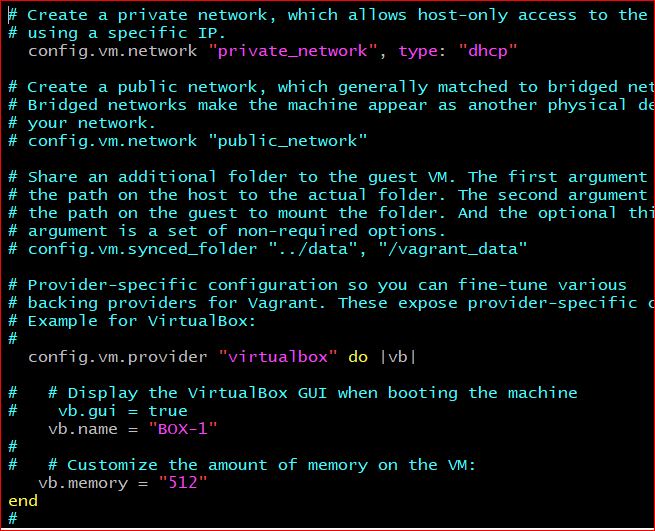 # Create a private network, which allows host-only access to the
# using a specific IP.
  config.vm.network "private_network", type: "dhcp"

# Create a public network, which generally matched to bridged net
# Bridged networks make the machine appear as another physical de
# your network.
# config.vm.network "public_network"

# Share an additional folder to the guest VM. The first argument
# the path on the host to the actual folder. The second argument
# the path on the guest to mount the folder. And the optional thi
# argument is a set of non-required options.
# config.vm.synced_folder "../data", "/vagrant_data"

# Provider-specific configuration so you can fine-tune various
# backing providers for Vagrant. These expose provider-specific
# Example for VirtualBox:
#
  config.vm.provider "virtualbox" do |vb|

#   # Display the VirtualBox GUI when booting the machine
#    vb.gui = true
    vb.name = "BOX-1"
#
#   # Customize the amount of memory on the VM:
   vb.memory = "512"
end
#